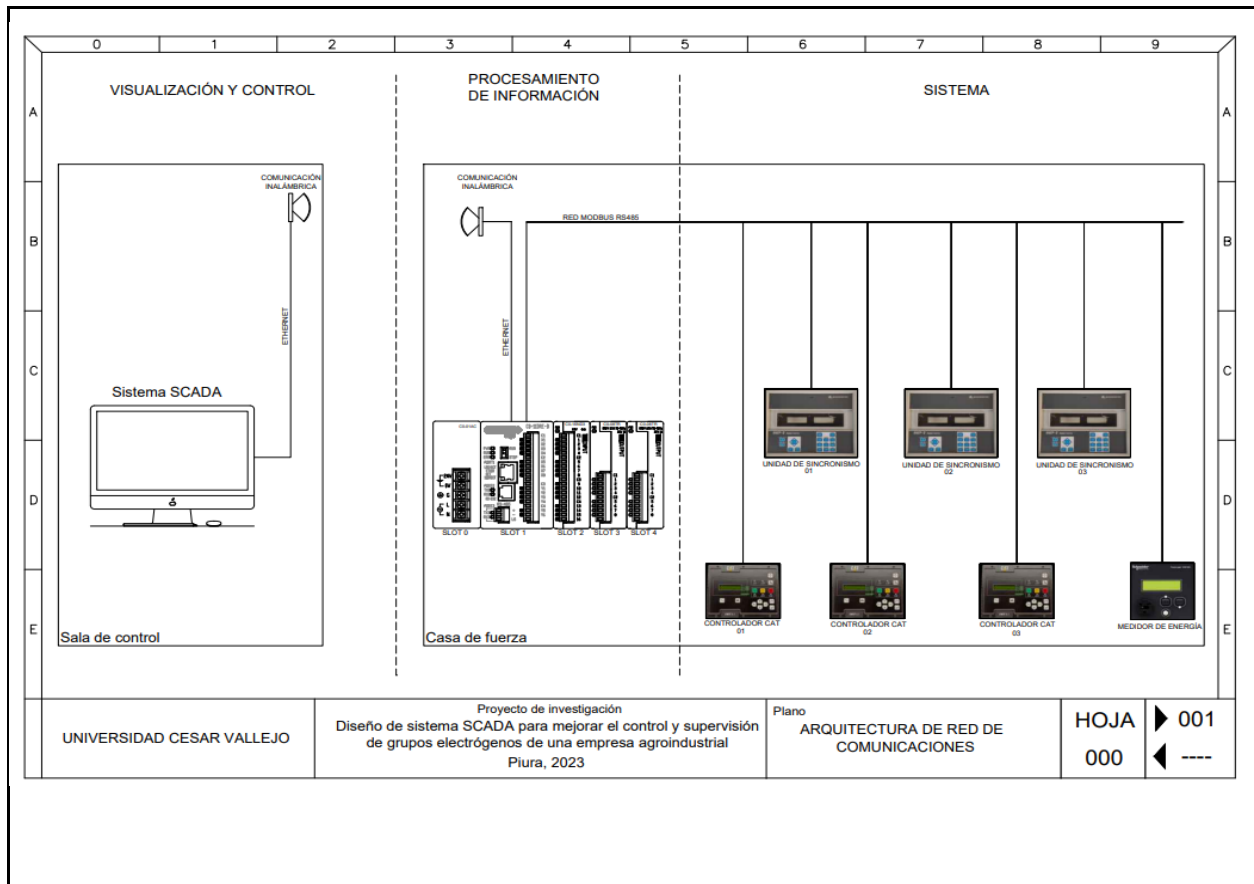 0 1 2 3 4 5 6 7 8 9
VISUALIZACIÓN Y CONTROL
PROCESAMIENTO
DE INFORMACIÓN
SISTEMA
A
A
B
B
C
C
D
D
E
E
COMUNICACIÓN
INALÁMBRICA
ETHERNET
Sistema SCADA
Sala de control
COMUNICACIÓN
INALÁMBRICA
RED MODBUS RS485
ETHERNET
SLOT 0
SLOT 1
SLOT 2
SLOT 3
SLOT 4
Casa de fuerza
UNIDAD DE SINCRONISMO
01
UNIDAD DE SINCRONISMO
02
UNIDAD DE SINCRONISMO
03
CONTROLADOR CAT
01
CONTROLADOR CAT
02
CONTROLADOR CAT
03
MEDIDOR DE ENERGÍA
UNIVERSIDAD CESAR VALLEJO
Proyecto de investigación
Diseño de sistema SCADA para mejorar el control y supervisión
de grupos electrógenos de una empresa agroindustrial
Piura, 2023
Plano
ARQUITECTURA DE RED DE
COMUNICACIONES
HOJA
000
001
----